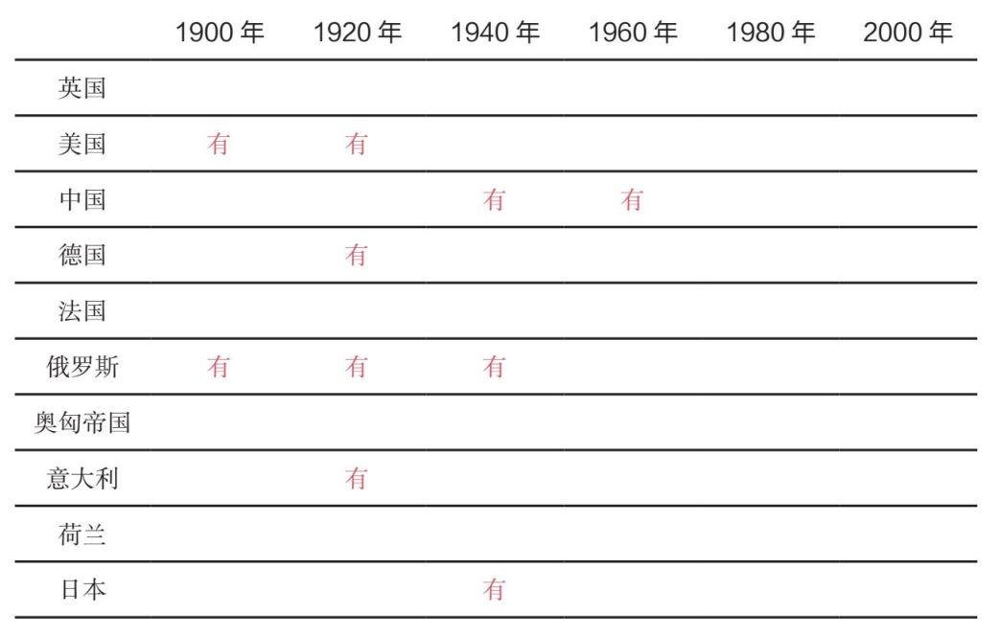 1900 年 1920 年 1940 年 1960 年 1980 年 2000 年
英国
美国 有 有
中国 有 有
德国 有
法国
俄罗斯 有 有 有
奥匈帝国
意大利 有
荷兰
日本 有